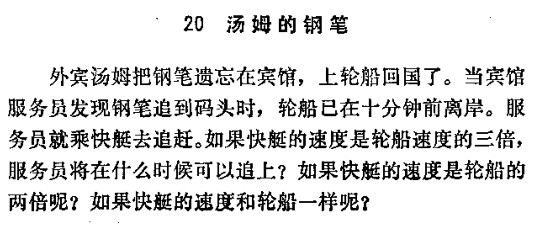 20 汤姆的钢笔
外宾汤姆把钢笔遗忘在宾馆，上轮船回国了。当宾馆
服务员发现钢笔追到码头时，轮船已在十分钟前离岸。服
务员就乘快艇去追赶。如果快艇的速度是轮船速度的三倍，
服务员将在什么时候可以追上？如果快艇的速度是轮船的
两倍呢？如果快艇的速度和轮船一样呢？